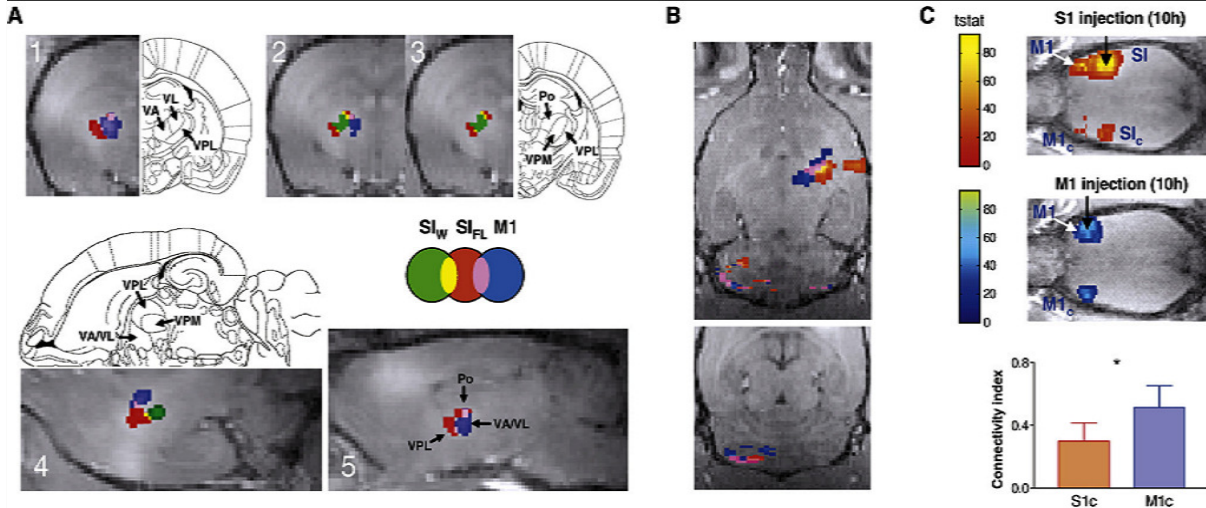 A
1
VL
VA
VPL
2
3
Po
VPM
VPL
SIW SIFL M1
VPL
VPM
VA/VL
4
Po
VPL
VA/VL
5
B
C
tstat
80
60
40
20
0
S1 injection (10h)
M1
SI
M1c
SIc
80
60
40
20
0
M1 injection (10h)
M1
M1c
Connectivity index
0.8
0.4
0.0
*
S1c
M1c